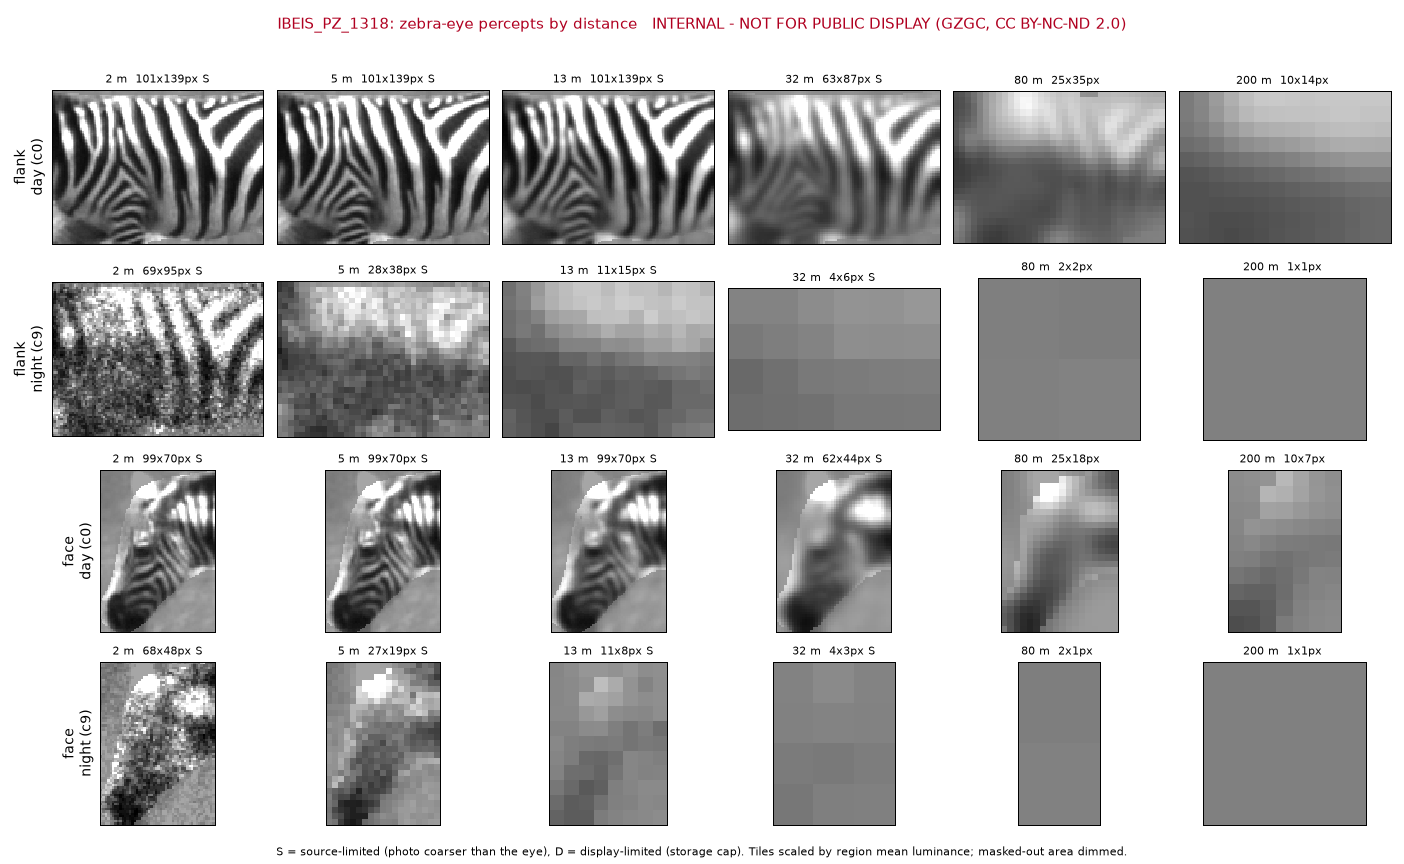 IBEIS_PZ_1318: zebra-eye percepts by distance   INTERNAL - NOT FOR PUBLIC DISPLAY (GZGC, CC BY-NC-ND 2.0)
2 m  101x139px S
5 m  101x139px S
13 m  101x139px S
32 m  63x87px S
80 m  25x35px
200 m  10x14px
flank
day (c0)
2 m  69x95px S
5 m  28x38px S
13 m  11x15px S
32 m  4x6px S
80 m  2x2px
200 m  1x1px
flank
night (c9)
2 m  99x70px S
5 m  99x70px S
13 m  99x70px S
32 m  62x44px S
80 m  25x18px
200 m  10x7px
face
day (c0)
2 m  68x48px S
5 m  27x19px S
13 m  11x8px S
32 m  4x3px S
80 m  2x1px
200 m  1x1px
face
night (c9)
S = source-limited (photo coarser than the eye), D = display-limited (storage cap). Tiles scaled by region mean luminance; masked-out area dimmed.